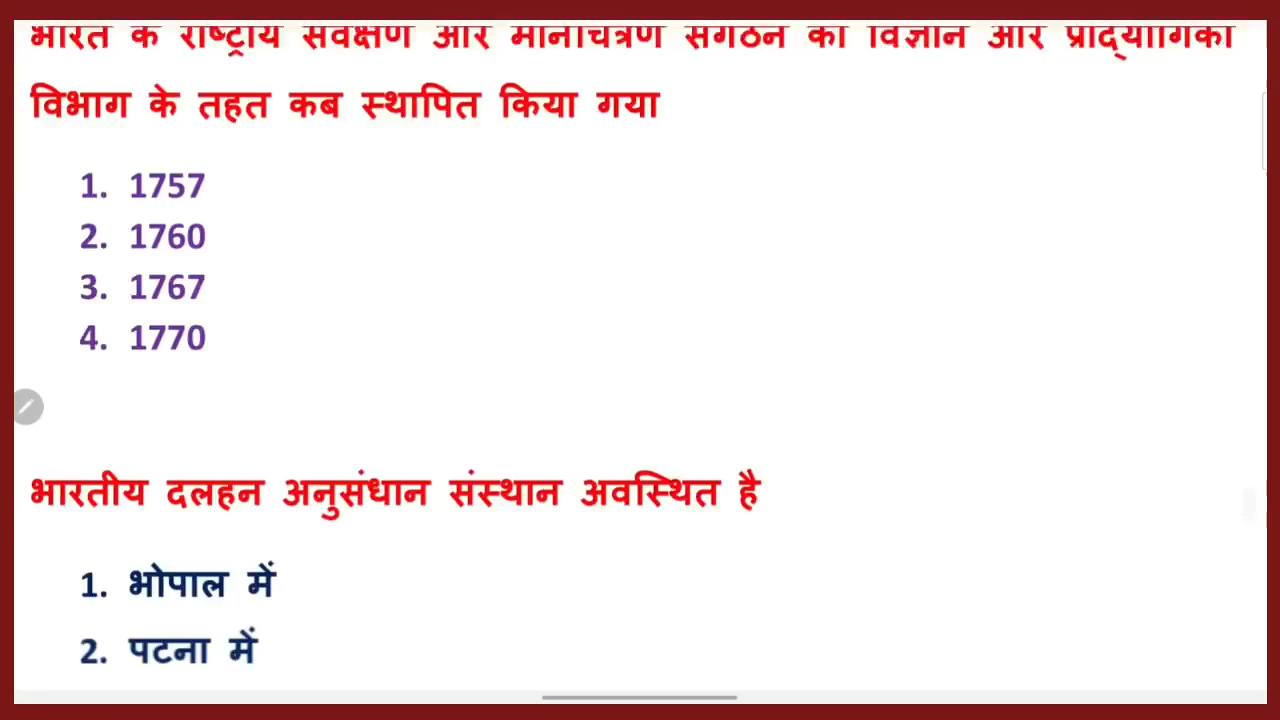 भारत के राष्ट्रीय सर्वेक्षण और मानचित्रण संगठन को विज्ञान और प्रौद्योगिकी
विभाग के तहत कब स्थापित किया गया
1. 1757
2. 1760
3. 1767
4. 1770
भारतीय दलहन अनुसंधान संस्थान अवस्थित है
1. भोपाल में
2. पटना में